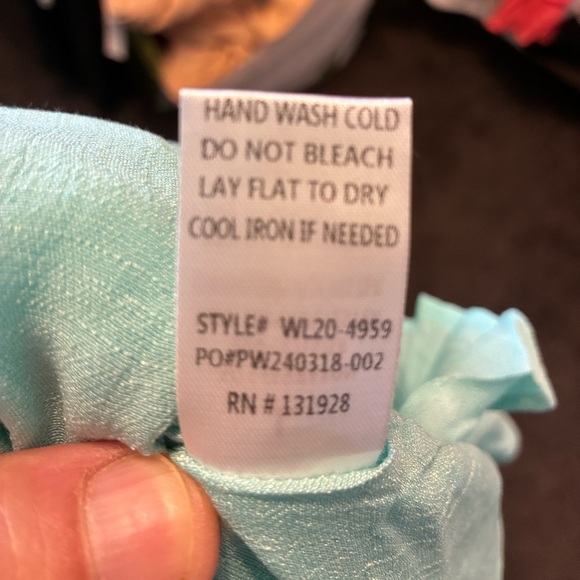 HAND WASH COLD
DO NOT BLEACH
LAY FLAT TO DRY
COOL IRON IF NEEDED
STYLE# WL20-4959
PO#PW240318-002
RN # 131928